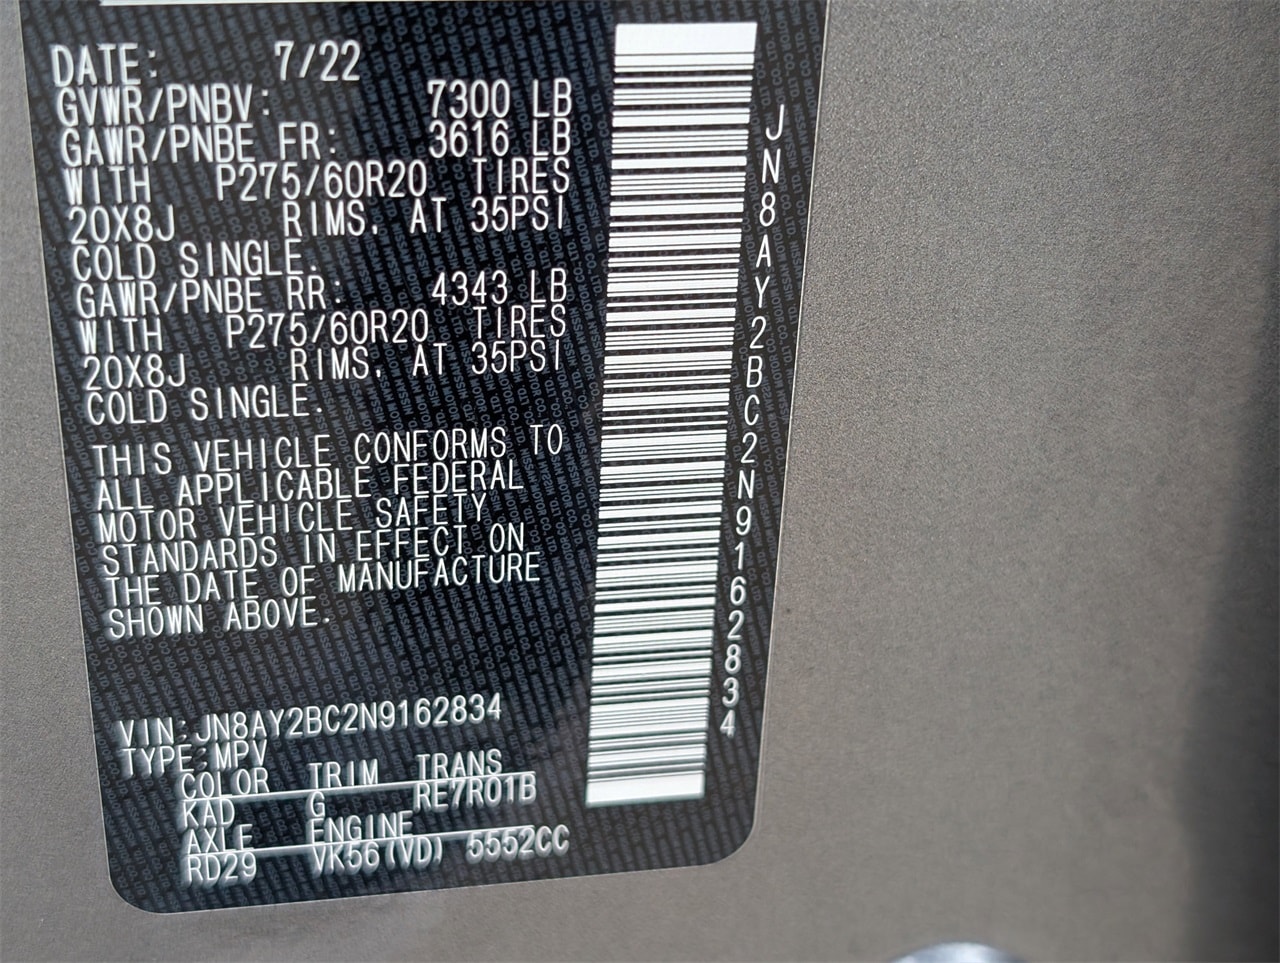 DATE: 7/22
GVWR/PNBV: 7300 LB
GAWR/PNBE FR: 3616 LB
WITH P275/60R20 TIRES
20X8J RIMS, AT 35PSI
COLD SINGLE.
GAWR/PNBE RR: 4343 LB
WITH P275/60R20 TIRES
20X8J RIMS, AT 35PSI
COLD SINGLE.
THIS VEHICLE CONFORMS TO
ALL APPLICABLE FEDERAL
MOTOR VEHICLE SAFETY
STANDARDS IN EFFECT ON
THE DATE OF MANUFACTURE
SHOWN ABOVE.
VIN:JN8AY2BC2N9162834
TYPE:MPV
COLOR TRIM TRANS
KAD G RE7R01B
AXLE ENGINE
RD29 VK56(VD) 5552CC
JN8AY2BC2N9162834